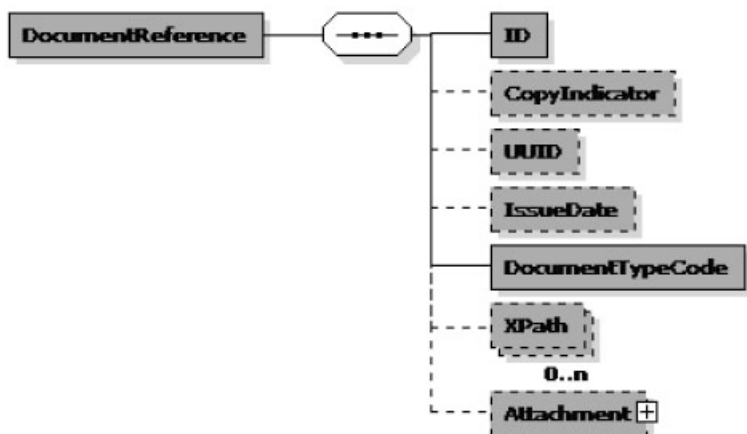 DocumentReference
ID
CopyIndicator
UUID
IssueDate
DocumentTypeCode
XPath
0..n
Attachment